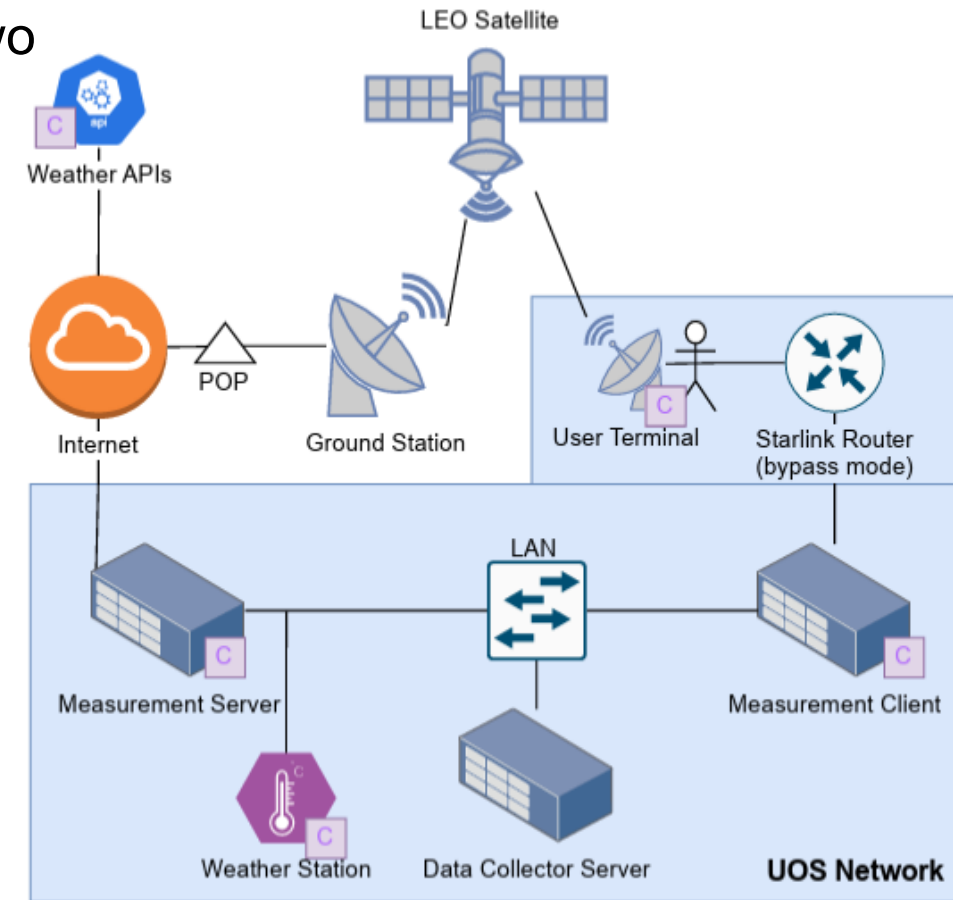 LEO Satellite
C
api
Weather APIs
POP
Internet
Ground Station
C
User Terminal
Starlink Router
(bypass mode)
LAN
C
C
Measurement Server
Measurement Client
°C
C
Weather Station
Data Collector Server
UOS Network